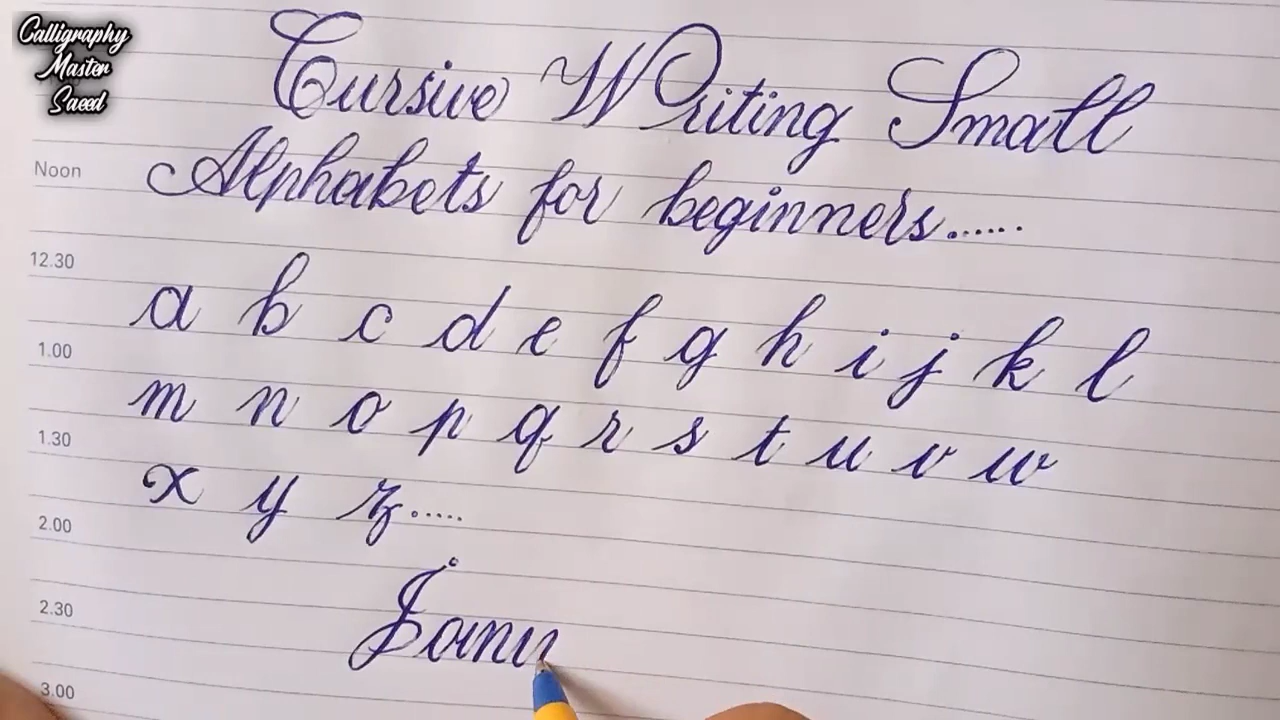 Calligraphy
Master
Saeed
Cursive Writing Small
Alphabets for beginners......
Noon
12.30
a b c d e f g h i j k l
1.00
m n o p q r s t u v w
1.30
x y z.....
2.00
2.30
3.00